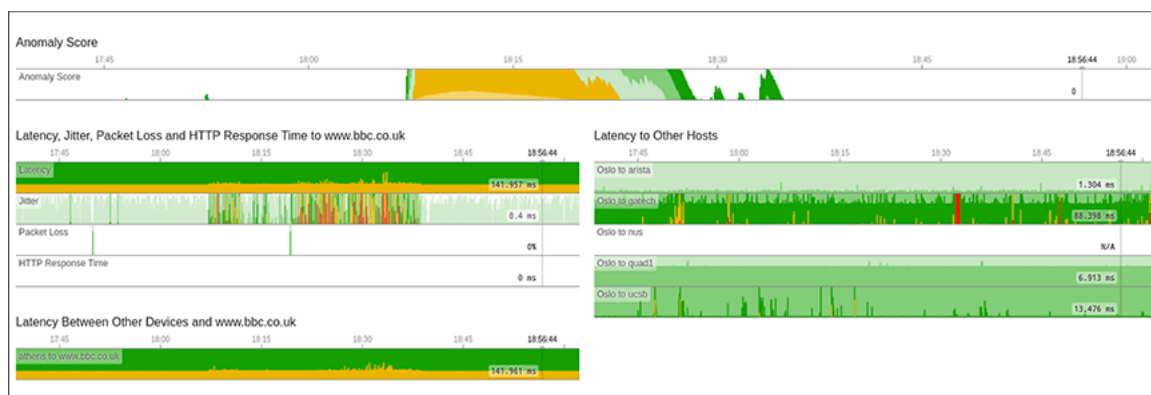 Anomaly Score
17:45 18:00 18:15 18:30 18:45 18:56:44 19:00
Anomaly Score
0
Latency, Jitter, Packet Loss and HTTP Response Time to www.bbc.co.uk
17:45 18:00 18:15 18:30 18:45 18:56:44
Latency
141.957 ms
Jitter
0.4 ms
Packet Loss
0%
HTTP Response Time
0 ms
Latency Between Other Devices and www.bbc.co.uk
17:45 18:00 18:15 18:30 18:45 18:56:44
athens to www.bbc.co.uk
141.961 ms
Latency to Other Hosts
17:45 18:00 18:15 18:30 18:45 18:56:44
Oslo to arista
1.304 ms
Oslo to gatech
88.398 ms
Oslo to nus
N/A
Oslo to quad1
6.913 ms
Oslo to ucsb
13.476 ms